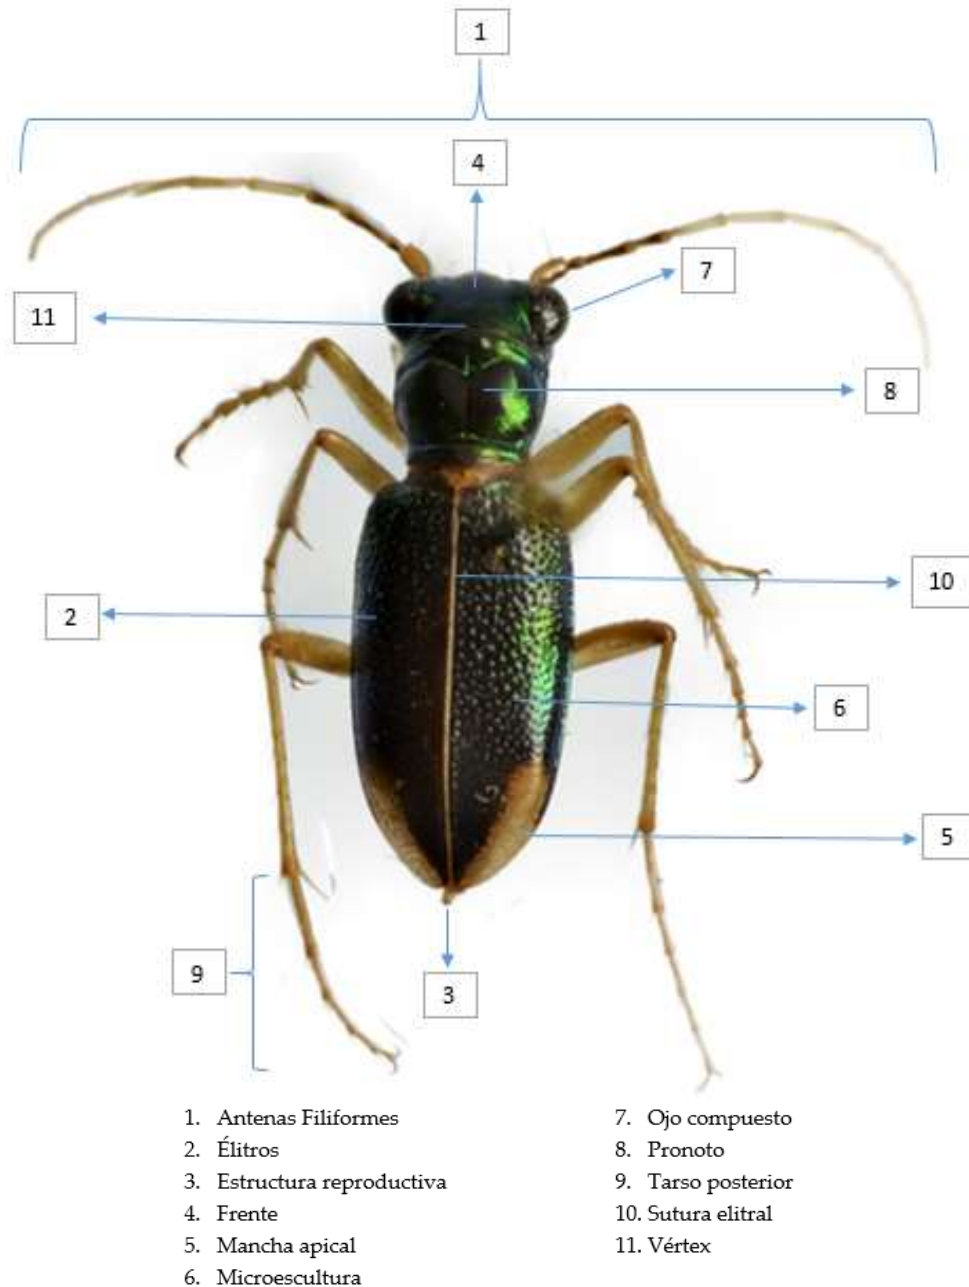 1
4
7
11
8
10
2
6
5
9
3
1. Antenas Filiformes
2. Élitros
3. Estructura reproductiva
4. Frente
5. Mancha apical
6. Microescultura
7. Ojo compuesto
8. Pronoto
9. Tarso posterior
10. Sutura elitral
11. Vértex